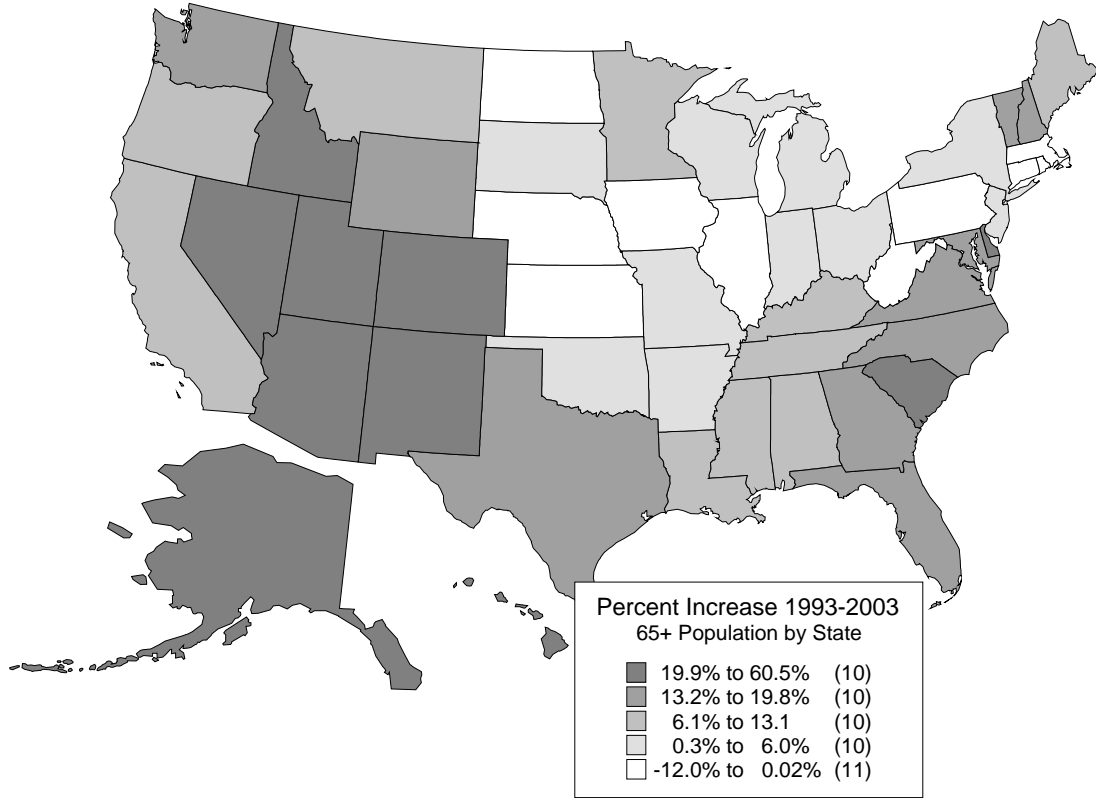 Percent Increase 1993-2003
65+ Population by State
19.9% to 60.5% (10)
13.2% to 19.8% (10)
6.1% to 13.1 (10)
0.3% to 6.0% (10)
-12.0% to 0.02% (11)